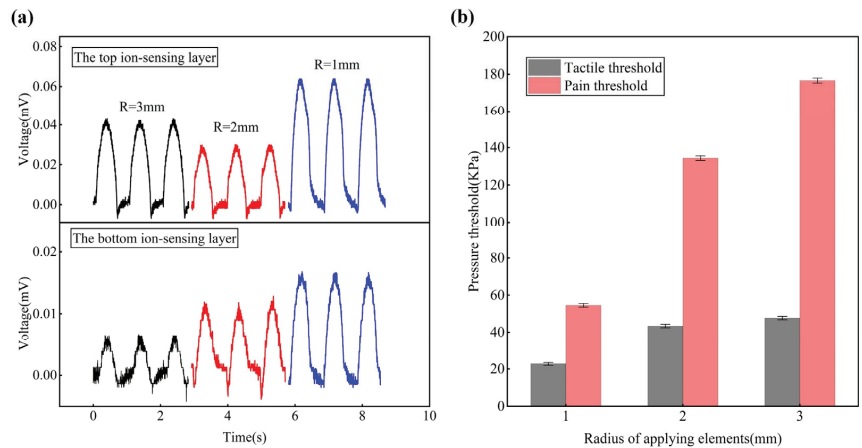 (a)
The top ion-sensing layer
R=3mm
R=2mm
R=1mm
Voltage(mV)
0.08
0.06
0.04
0.02
0.00
The bottom ion-sensing layer
Voltage(mV)
0.02
0.01
0.00
0 2 4 6 8 10
Time(s)
(b)
Tactile threshold
Pain threshold
Pressure threshold(KPa)
200
180
160
140
120
100
80
60
40
20
0
1 2 3
Radius of applying elements(mm)